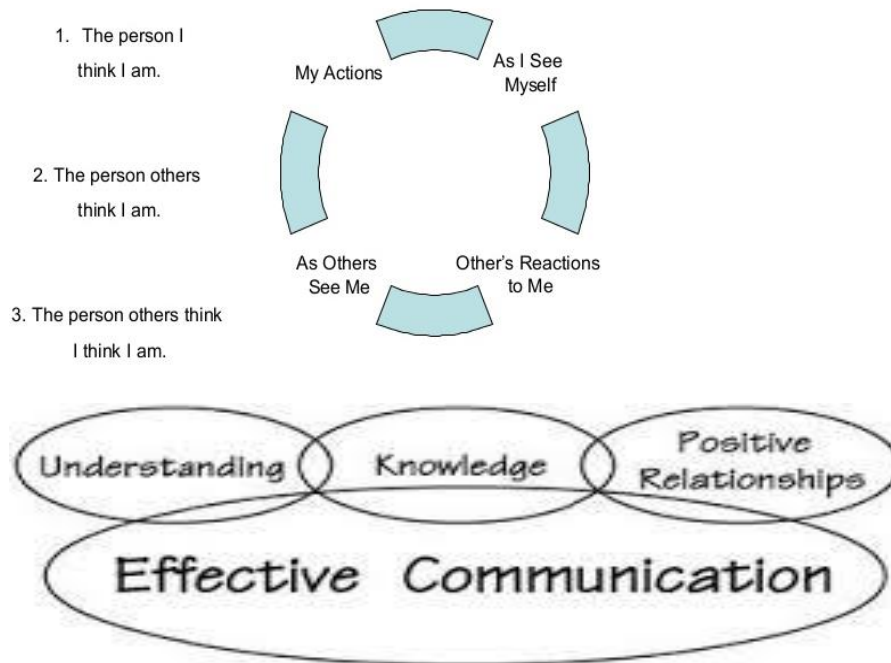 1. The person I
think I am.
2. The person others
think I am.
3. The person others think
I think I am.
My Actions
As I See
Myself
As Others
See Me
Other's Reactions
to Me
Understanding
Knowledge
Positive
Relationships
Effective Communication